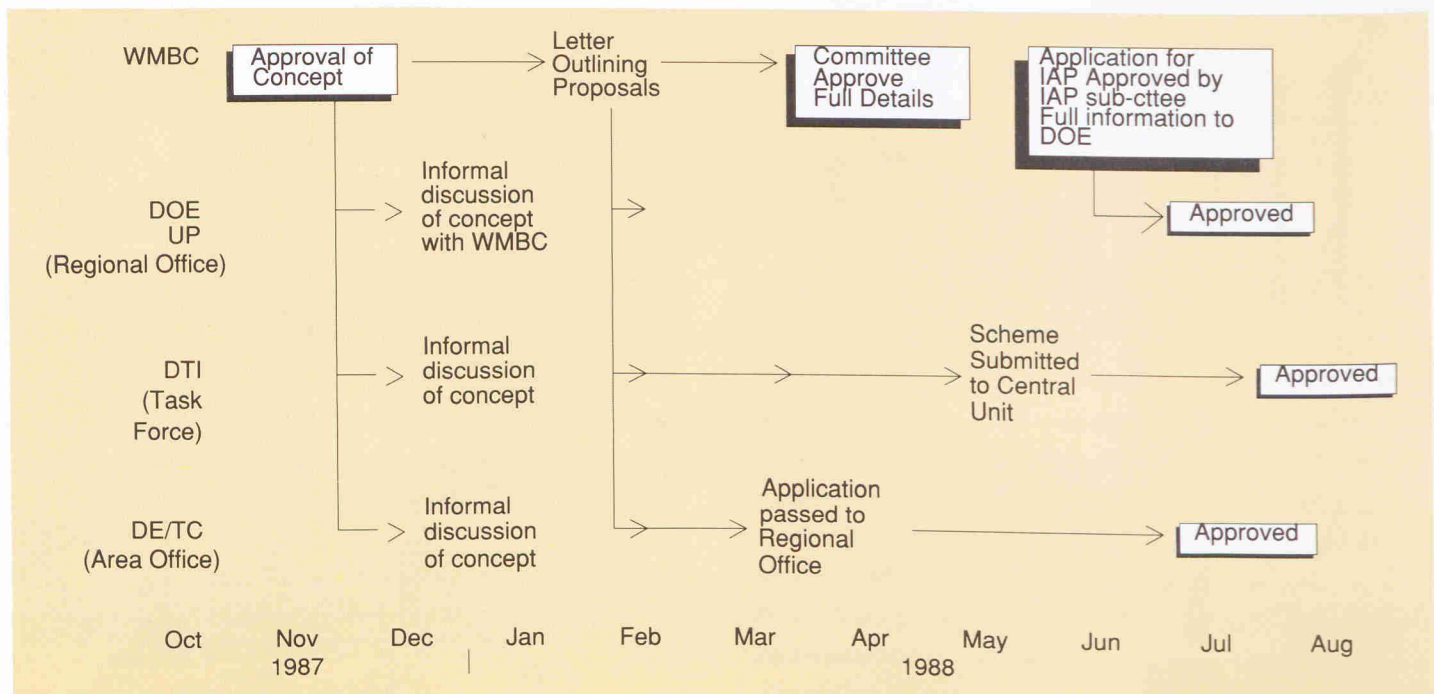 WMBC
Approval of
Concept
Letter
Outlining
Proposals
Committee
Approve
Full Details
Application for
IAP Approved by
IAP sub-cttee
Full information to
DOE
DOE
UP
(Regional Office)
Informal
discussion
of concept
with WMBC
Approved
DTI
(Task
Force)
Informal
discussion
of concept
Scheme
Submitted
to Central
Unit
Approved
DE/TC
(Area Office)
Informal
discussion
of concept
Application
passed to
Regional
Office
Approved
Oct Nov Dec Jan Feb Mar Apr May Jun Jul Aug
1987 1988